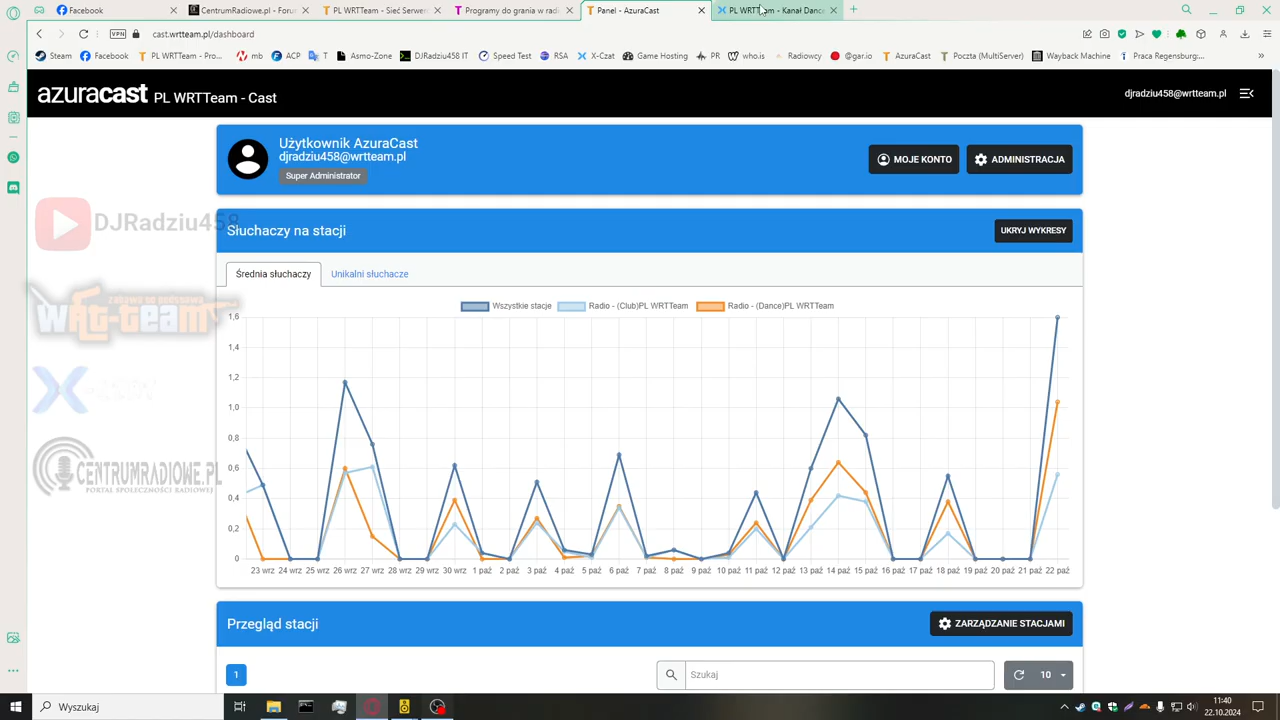 Facebook
CentrumRadiowe.pl - Forum
PL WRTTeam - Sieć Serwer
Programy do grania w radi
Panel - AzuraCast
PL WRTTeam - Kanał Dance
VPN
cast.wrtteam.pl/dashboard
Steam
Facebook
PL WRTTeam - Pro...
mb
ACP
T
Asmo-Zone
DJRadziu458 IT
Speed Test
RSA
X-Czat
Game Hosting
PR
who.is
Radiowcy
@gar.io
AzuraCast
Poczta (MultiServer)
Wayback Machine
Praca Regensburg:...
azuracast PL WRTTeam - Cast
djradziu458@wrtteam.pl
Użytkownik AzuraCast
djradziu458@wrtteam.pl
Super Administrator
MOJE KONTO
ADMINISTRACJA
DJRadziu458
Słuchaczy na stacji
UKRYJ WYKRESY
Średnia słuchaczy
Unikalni słuchacze
Zabawa to podstawa
WRT-team
CENTRUMRADIOWE.PL
PORTAL SPOŁECZNOŚCI RADIOWEJ
Wszystkie stacje
Radio - (Club)PL WRTTeam
Radio - (Dance)PL WRTTeam
1,6
1,4
1,2
1,0
0,8
0,6
0,4
0,2
0
23 wrz 24 wrz 25 wrz 26 wrz 27 wrz 28 wrz 29 wrz 30 wrz 1 paź 2 paź 3 paź 4 paź 5 paź 6 paź 7 paź 8 paź 9 paź 10 paź 11 paź 12 paź 13 paź 14 paź 15 paź 16 paź 17 paź 18 paź 19 paź 20 paź 21 paź 22 paź
Przegląd stacji
ZARZĄDZANIE STACJAMI
1
Szukaj
10
Wyszukaj
11:40
22.10.2024